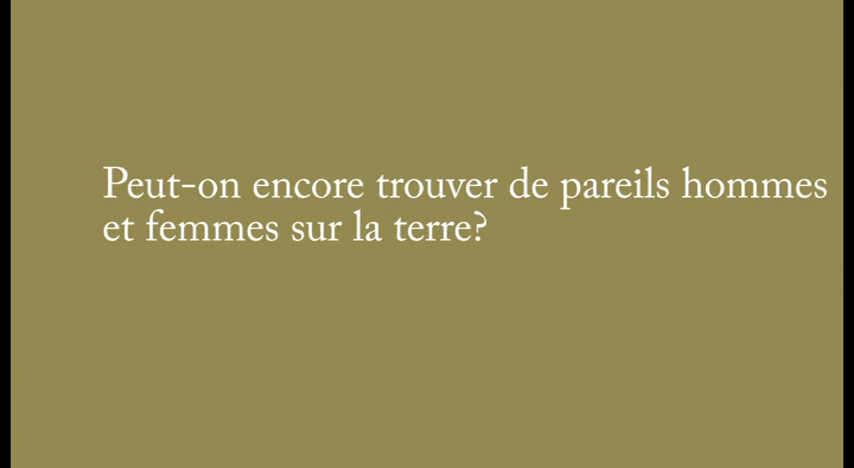 Peut-on encore trouver de pareils hommes
et femmes sur la terre?